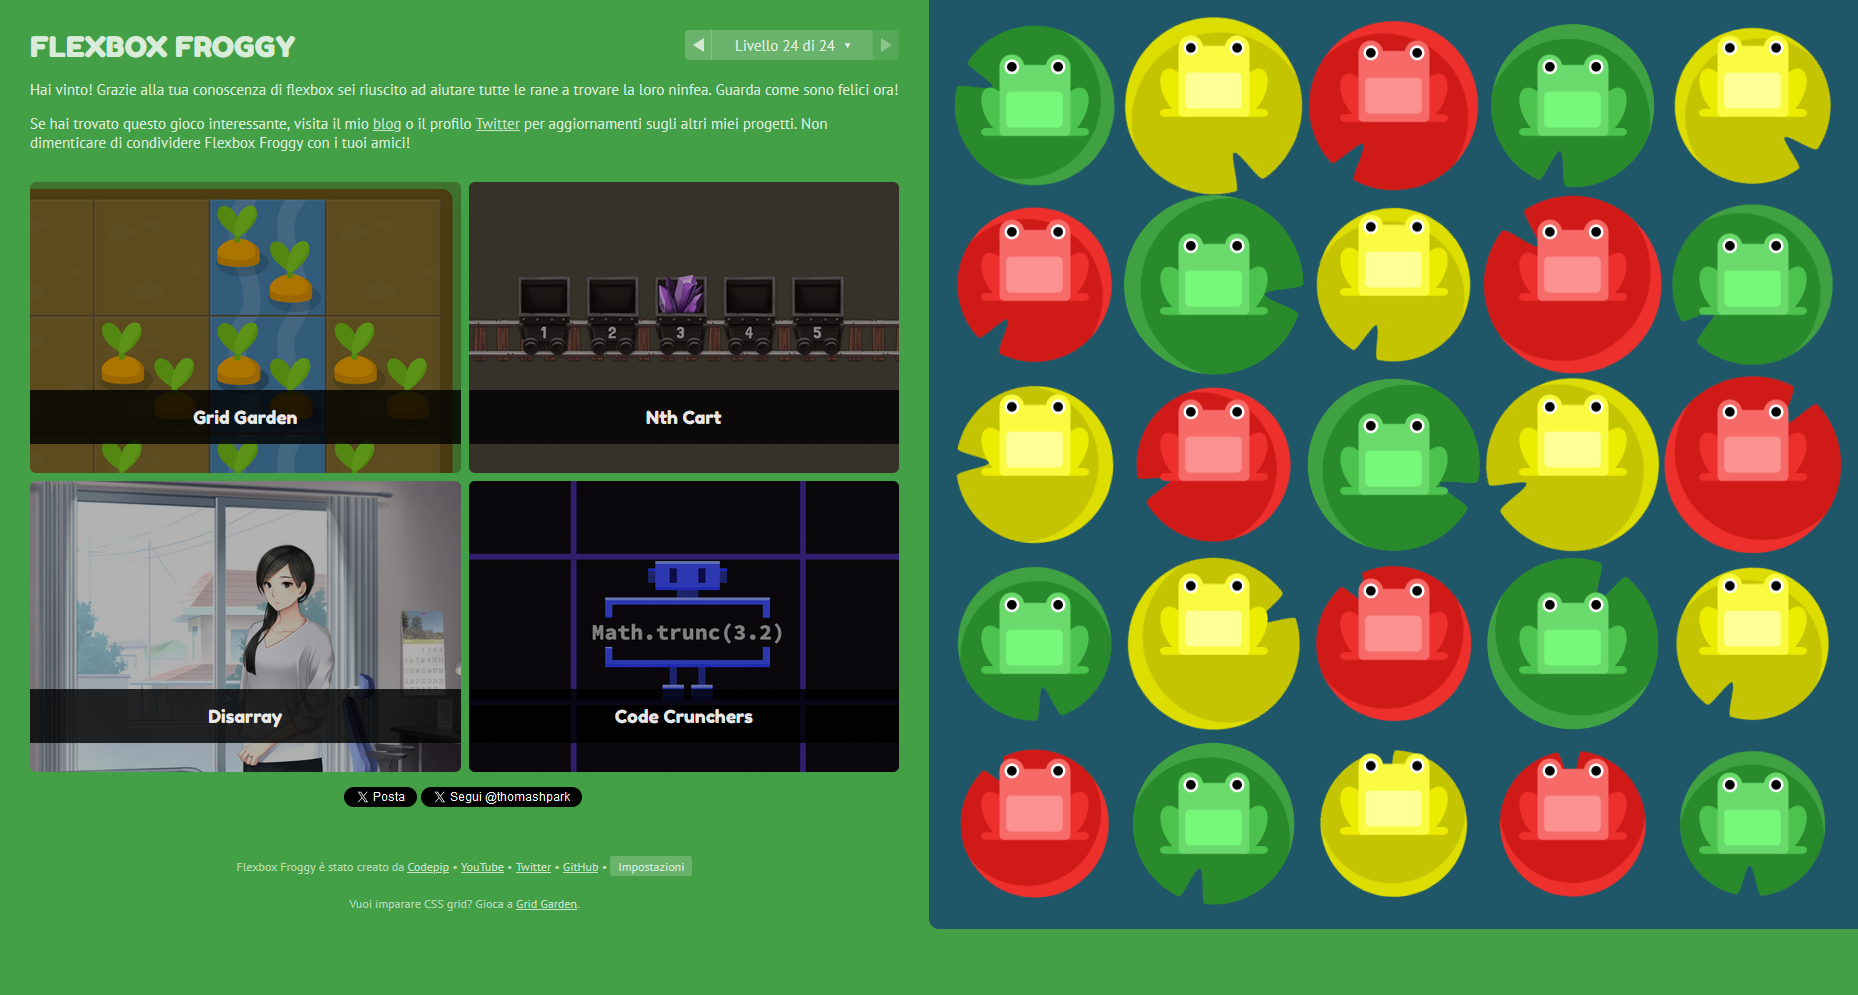 FLEXBOX FROGGY
Livello 24 di 24
Hai vinto! Grazie alla tua conoscenza di flexbox sei riuscito ad aiutare tutte le rane a trovare la loro ninfea. Guarda come sono felici ora!
Se hai trovato questo gioco interessante, visita il mio blog o il profilo Twitter per aggiornamenti sugli altri miei progetti. Non
dimenticare di condividere Flexbox Froggy con i tuoi amici!
1 2 3 4 5
Grid Garden
Nth Cart
Math.trunc(3.2)
Disarray
Code Crunchers
X Posta
X Segui @thomashpark
Flexbox Froggy è stato creato da Codepip • YouTube • Twitter • GitHub • Impostazioni
Vuoi imparare CSS grid? Gioca a Grid Garden.